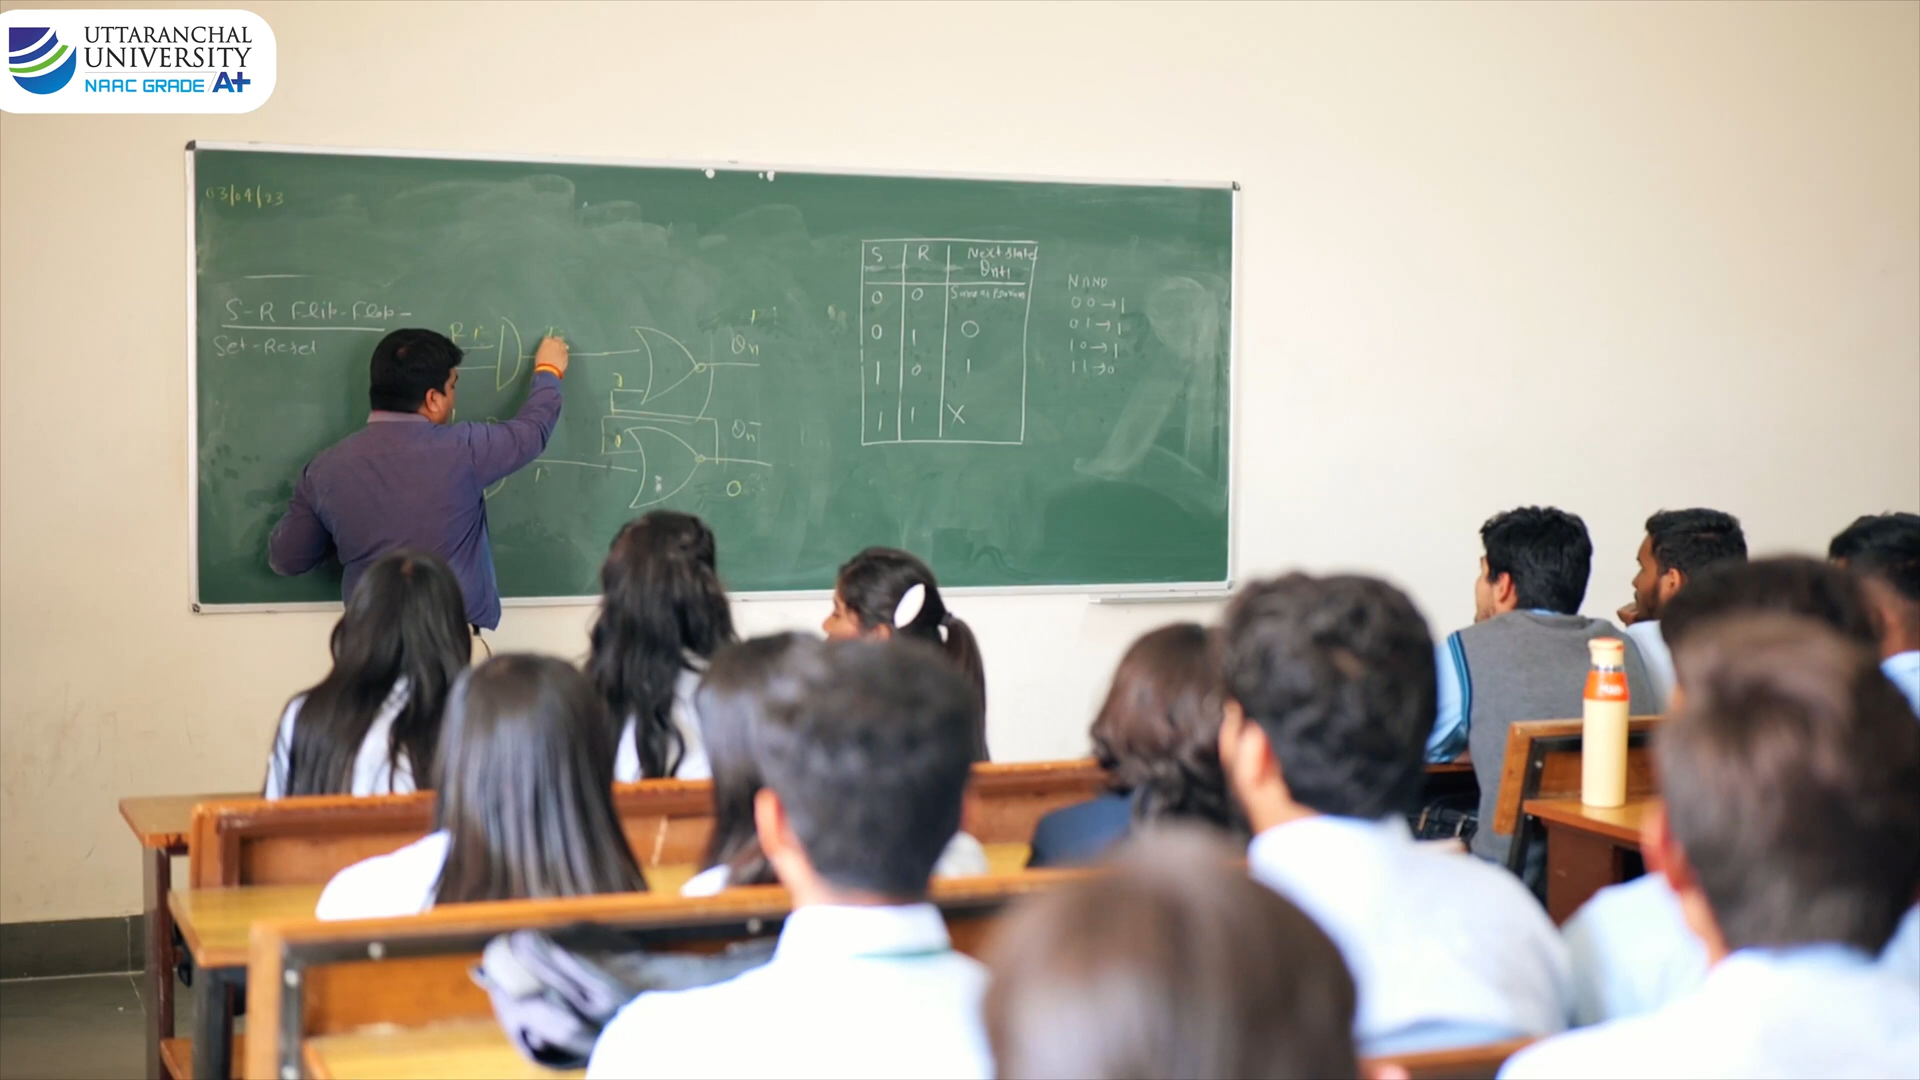 UTTARANCHAL
UNIVERSITY
NAAC GRADE A+
03/04/23
S-R Flip-Flop-
Set-Reset
Qn
Qn
0
S R Next state
Qn+1
0 0
0 1 0
1 0 1
1 1 X
NAND
00→1
01→1
10→1
11→0